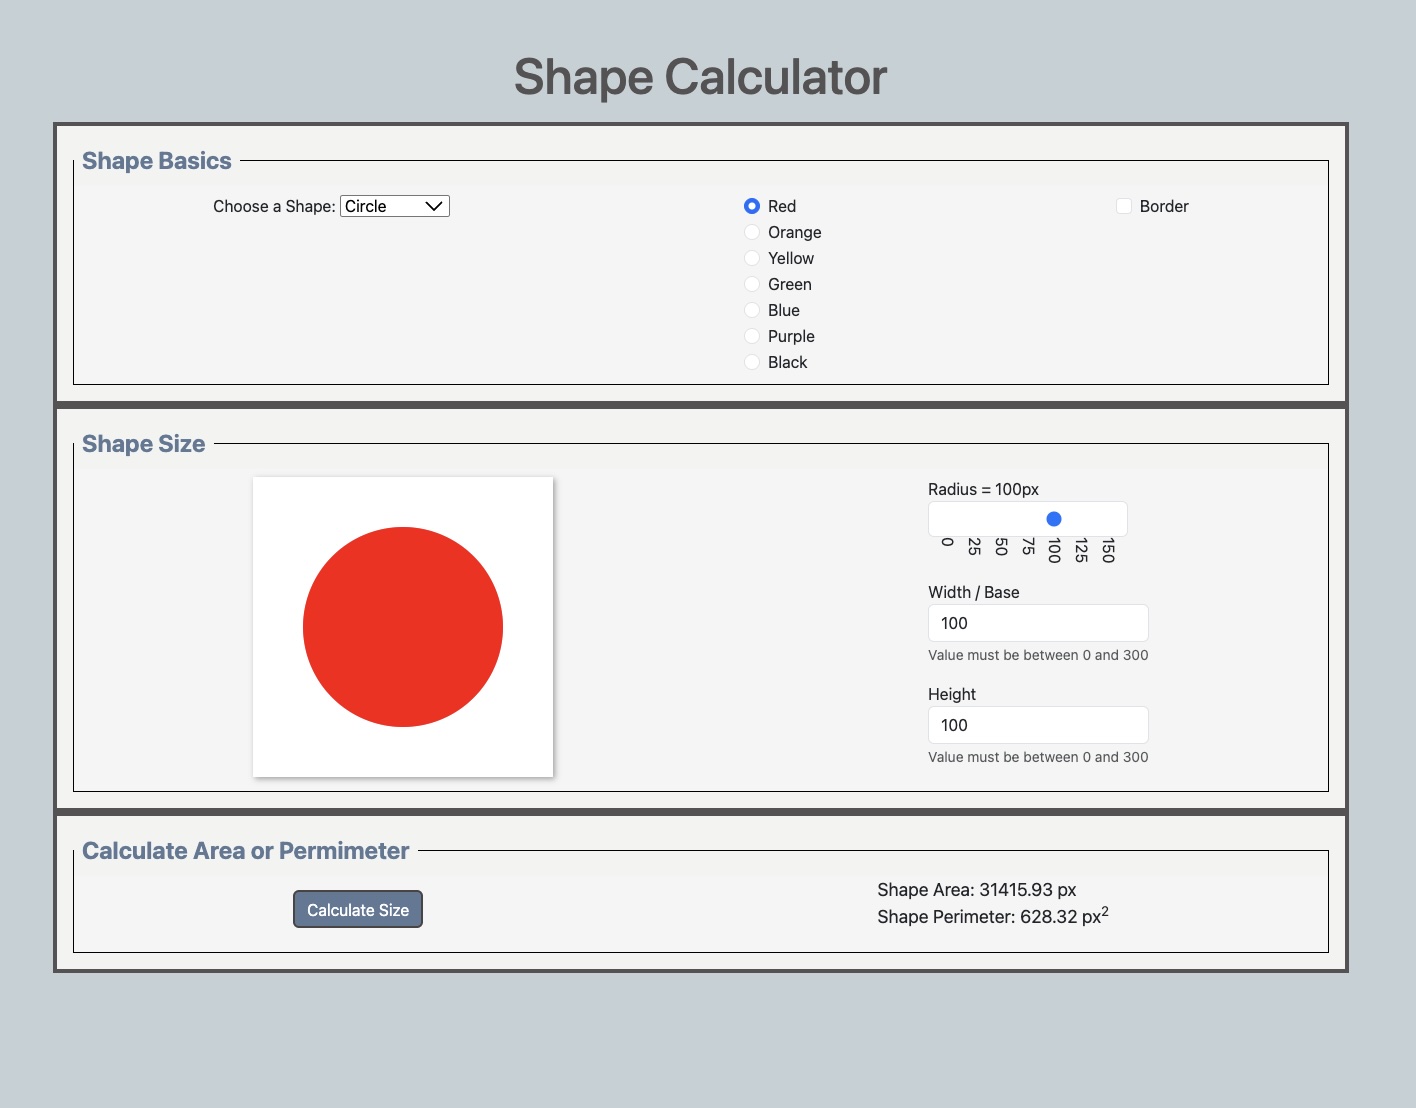 Shape Calculator
Shape Basics
Choose a Shape: Circle
Red
Orange
Yellow
Green
Blue
Purple
Black
Border
Shape Size
Radius = 100px
0 25 50 75 100 125 150
Width / Base
100
Value must be between 0 and 300
Height
100
Value must be between 0 and 300
Calculate Area or Permimeter
Calculate Size
Shape Area: 31415.93 px
Shape Perimeter: 628.32 px²